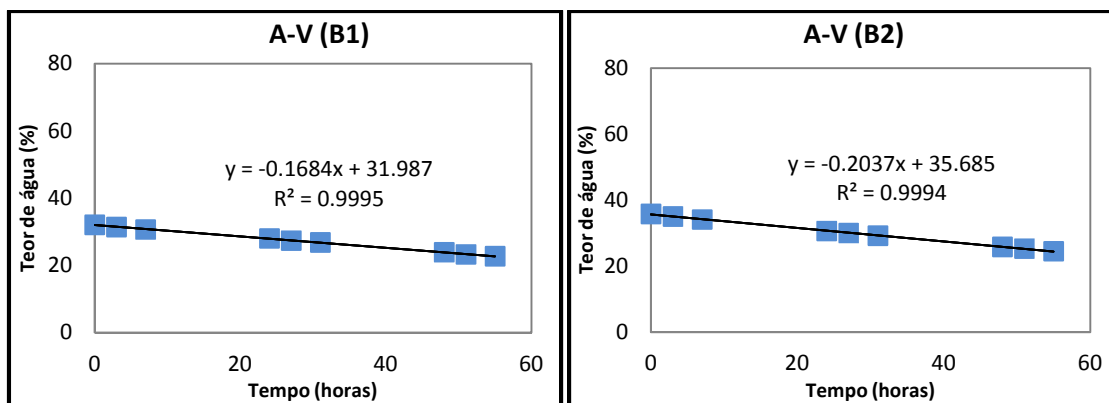 A-V (B1)
80
60
40
20
0
Teor de água (%)
y = -0.1684x + 31.987
R² = 0.9995
0 20 40 60
Tempo (horas)
A-V (B2)
80
60
40
20
0
Teor de água (%)
y = -0.2037x + 35.685
R² = 0.9994
0 20 40 60
Tempo (horas)